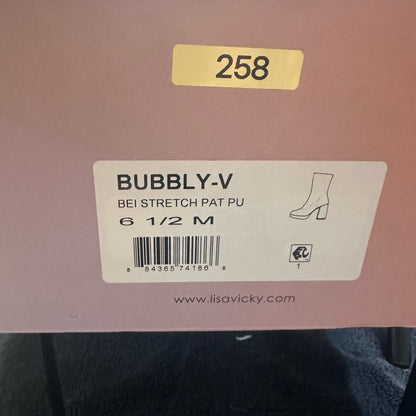 258
BUBBLY-V
BEI STRETCH PAT PU
6 1/2 M
8 84365 74186 6
1
www.lisavicky.com